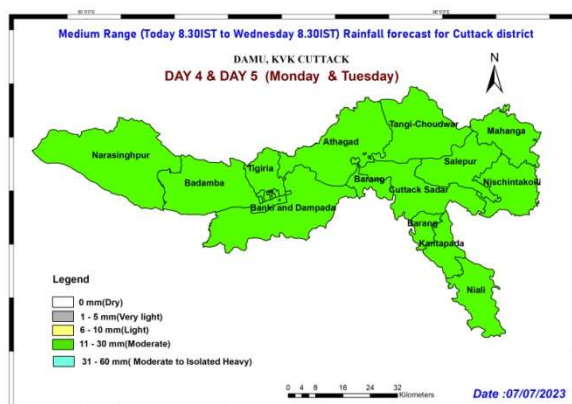 Medium Range (Today 8.30IST to Wednesday 8.30IST) Rainfall forecast for Cuttack district
DAMU, KVK CUTTACK
DAY 4 & DAY 5 (Monday & Tuesday)
N
Tangi-Choudwar
Mahanga
Athagad
Narasinghpur
Salepur
Tigiria
Badamba
Barang
Nischintakoili
Cuttack Sadar
Banki and Dampada
Barang
Kantapada
Niali
Legend
0 mm(Dry)
1 - 5 mm(Very light)
6 - 10 mm(Light)
11 - 30 mm(Moderate)
31 - 60 mm( Moderate to Isolated Heavy)
0 4 8 16 24 32
Kilometers
Date :07/07/2023